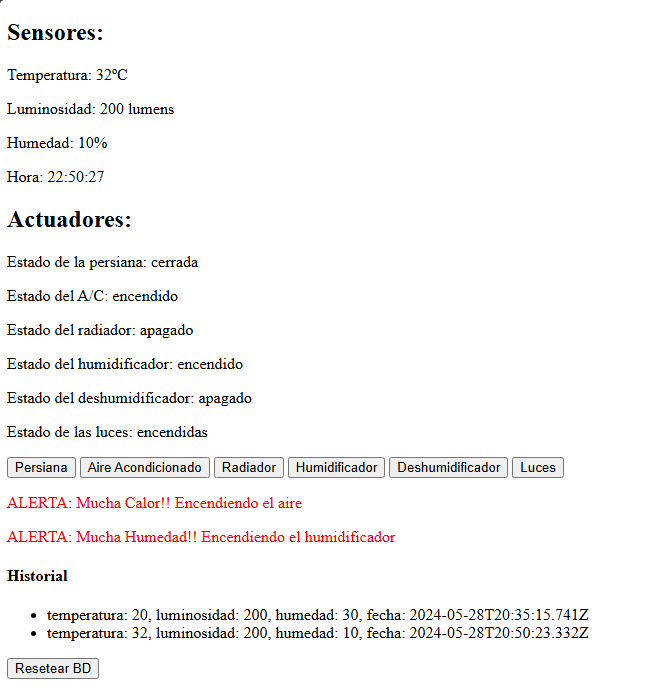 Sensores:
Temperatura: 32ºC
Luminosidad: 200 lumens
Humedad: 10%
Hora: 22:50:27
Actuadores:
Estado de la persiana: cerrada
Estado del A/C: encendido
Estado del radiador: apagado
Estado del humidificador: encendido
Estado del deshumidificador: apagado
Estado de las luces: encendidas
Persiana Aire Acondicionado Radiador Humidificador Deshumidificador Luces
ALERTA: Mucha Calor!! Encendiendo el aire
ALERTA: Mucha Humedad!! Encendiendo el humidificador
Historial
• temperatura: 20, luminosidad: 200, humedad: 30, fecha: 2024-05-28T20:35:15.741Z
• temperatura: 32, luminosidad: 200, humedad: 10, fecha: 2024-05-28T20:50:23.332Z
Resetear BD